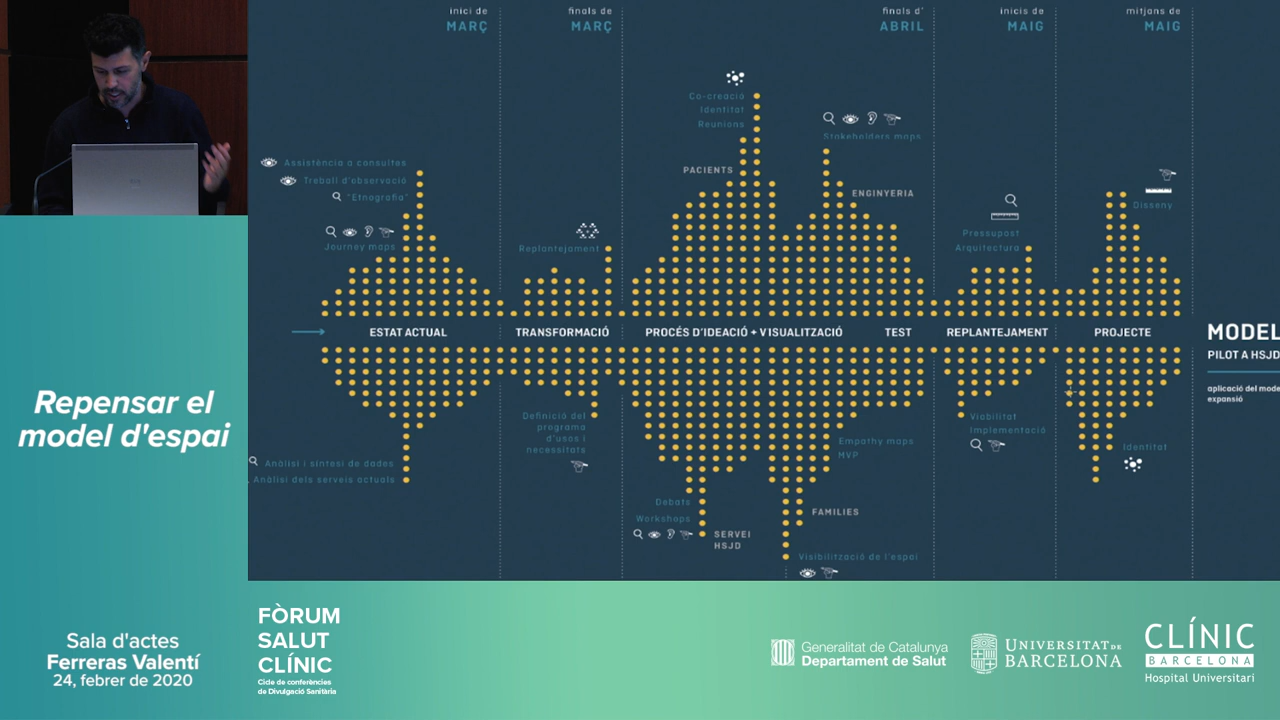 inici de
MARÇ
finals de
MARÇ
finals d'
ABRIL
inicis de
MAIG
mitjans de
MAIG
Assistència a consultes
Treball d'observació
"Etnografia"
Journey maps
Replantejament
Co-creació
Identitat
Reunions
PACIENTS
Stakeholders maps
ENGINYERIA
Pressupost
Arquitectura
Disseny
ESTAT ACTUAL
TRANSFORMACIÓ
PROCÉS D'IDEACIÓ + VISUALITZACIÓ
TEST
REPLANTEJAMENT
PROJECTE
MODEL
PILOT A HSJD
aplicació del mode
expansió
Anàlisi i síntesi de dades
Anàlisi dels serveis actuals
Definició del
programa
d'usos i
necessitats
Debats
Workshops
SERVEI
HSJD
Empathy maps
MVP
FAMILIES
Visibilització de l'espai
Viabilitat
Implementació
Identitat
Repensar el
model d'espai
Sala d'actes
Ferreras Valentí
24, febrer de 2020
FÒRUM
SALUT
CLÍNIC
Cicle de conferències
de Divulgació Sanitària
Generalitat de Catalunya
Departament de Salut
UNIVERSITAT DE
BARCELONA
CLÍNIC
BARCELONA
Hospital Universitari